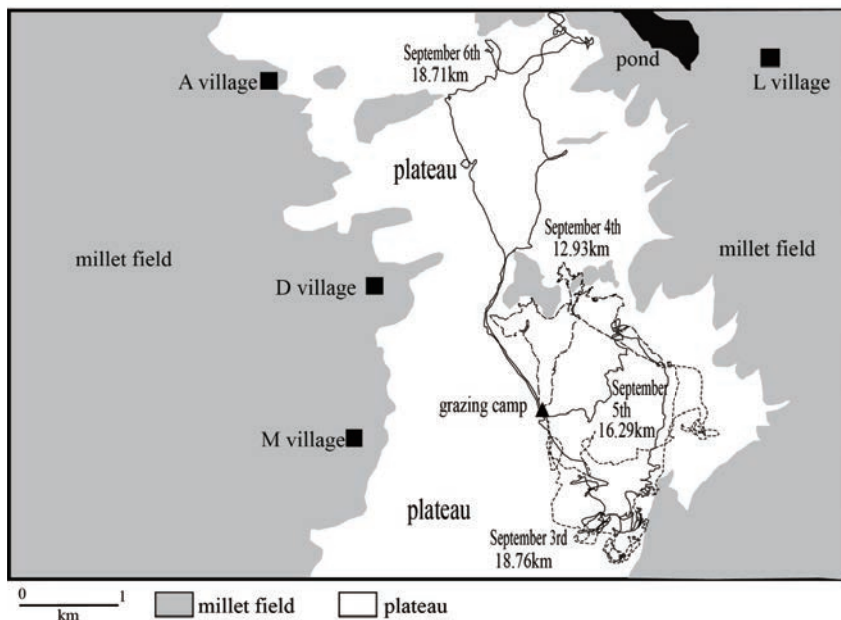 September 6th
18.71km
pond
A village
L village
plateau
September 4th
12.93km
millet field
millet field
D village
September
5th
16.29km
grazing camp
M village
plateau
September 3rd
18.76km
0 1
km
millet field
plateau